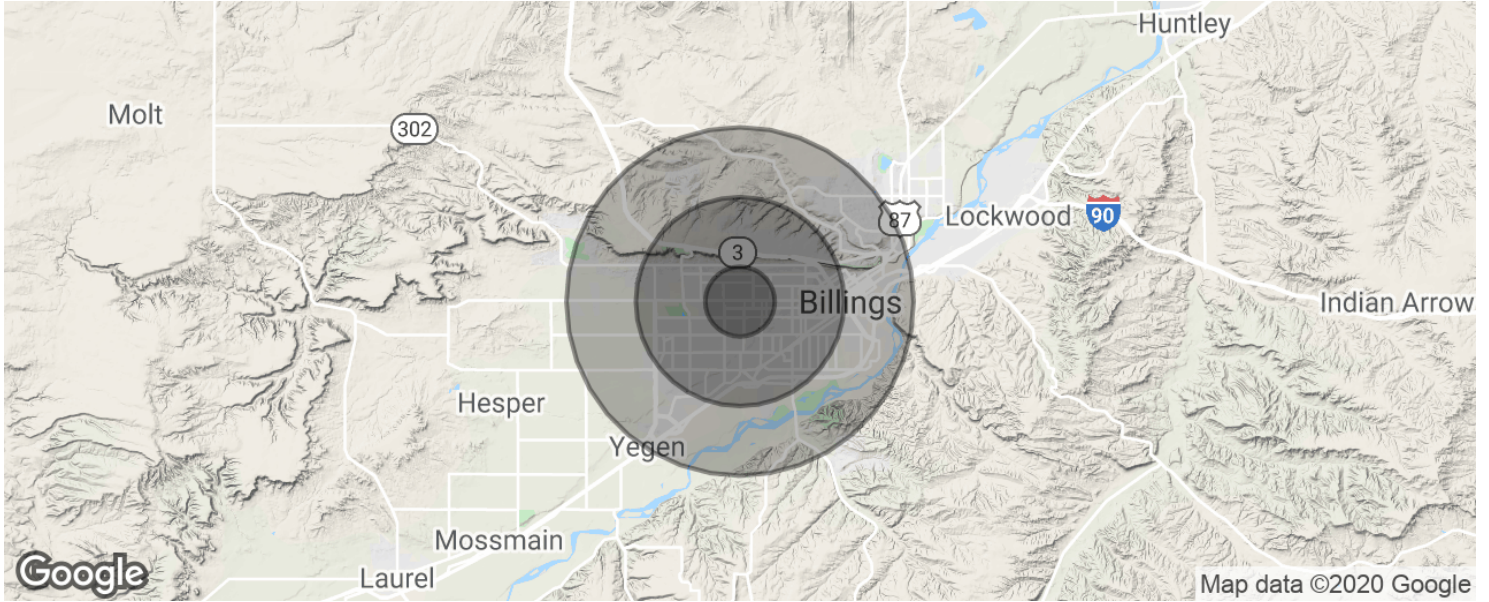 Huntley
Molt
302
87
Lockwood
90
3
Billings
Indian Arrow
Hesper
Yegen
Mossmain
Laurel
Google
Map data ©2020 Google